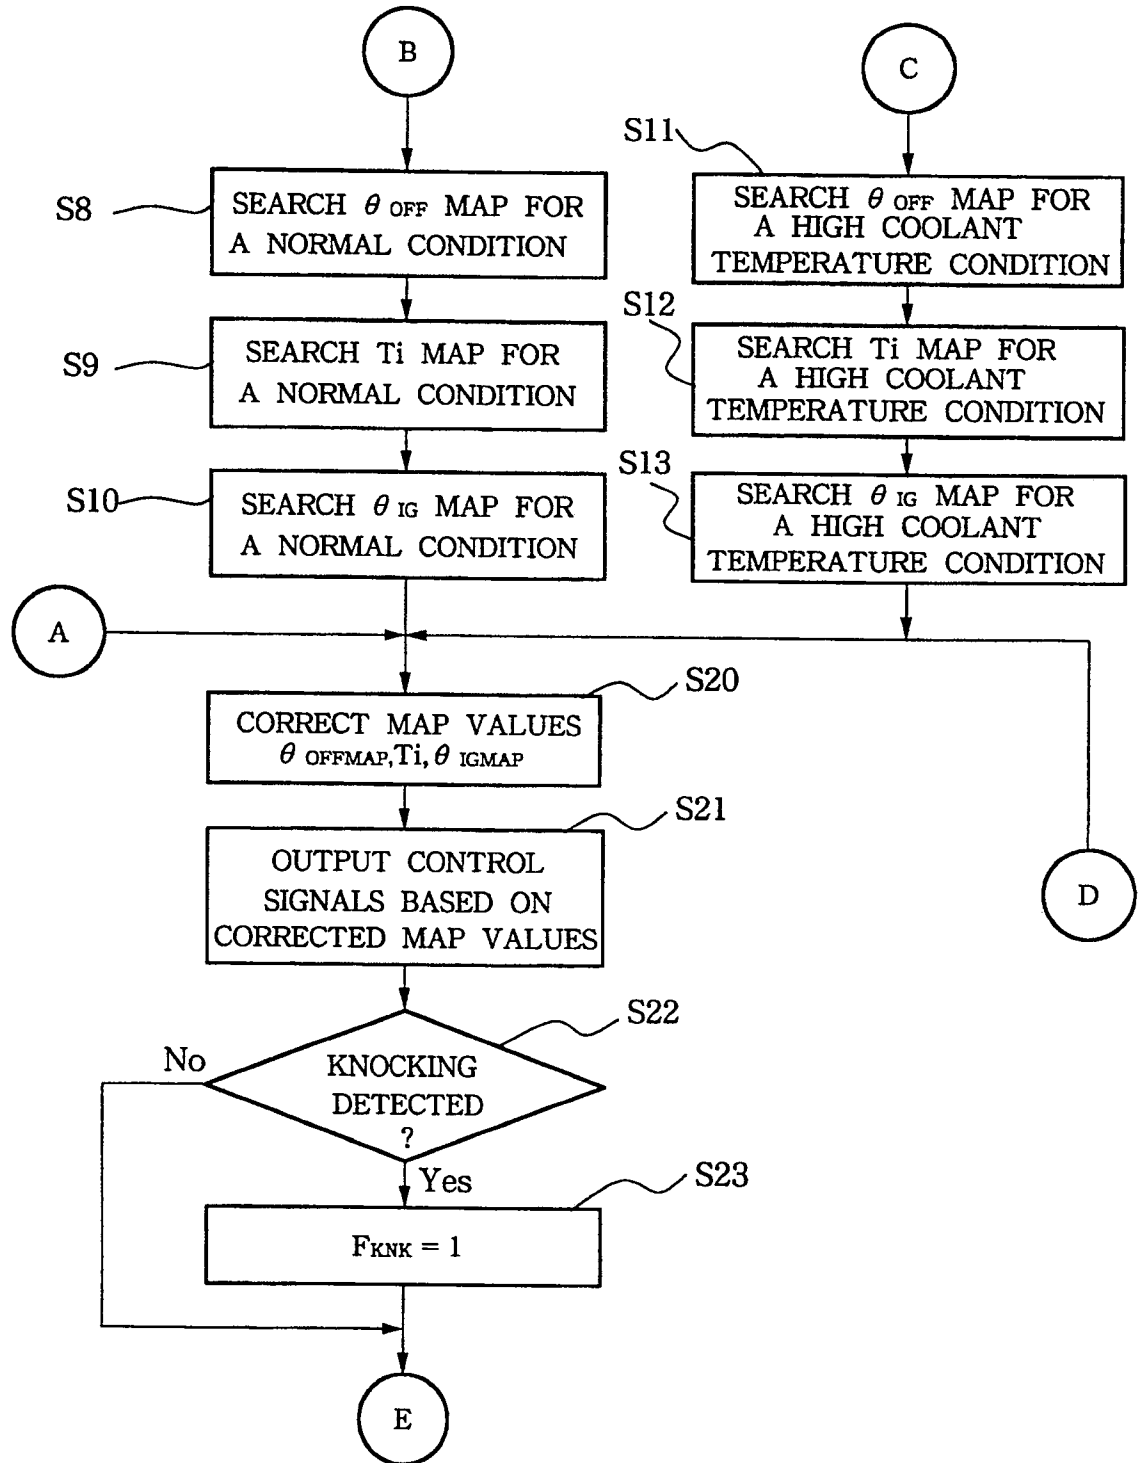 B
S8
SEARCH θ OFF MAP FOR
A NORMAL CONDITION
S9
SEARCH Ti MAP FOR
A NORMAL CONDITION
S10
SEARCH θ IG MAP FOR
A NORMAL CONDITION
C
S11
SEARCH θ OFF MAP FOR
A HIGH COOLANT
TEMPERATURE CONDITION
S12
SEARCH Ti MAP FOR
A HIGH COOLANT
TEMPERATURE CONDITION
S13
SEARCH θ IG MAP FOR
A HIGH COOLANT
TEMPERATURE CONDITION
A
S20
CORRECT MAP VALUES
θ OFFMAP,Ti,θ IGMAP
S21
OUTPUT CONTROL
SIGNALS BASED ON
CORRECTED MAP VALUES
D
S22
No
KNOCKING
DETECTED
?
Yes
S23
FKNK = 1
E